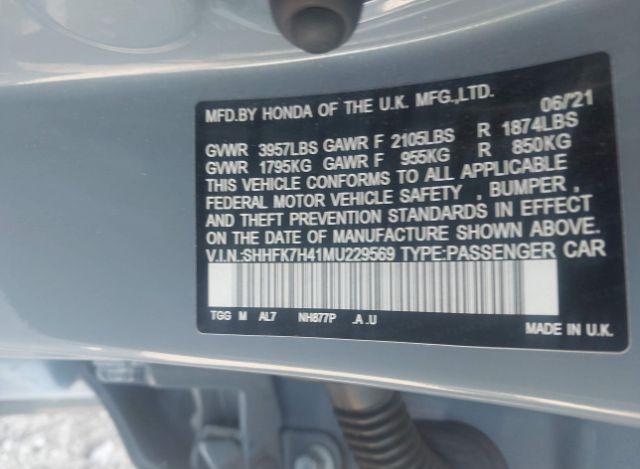 MFD.BY HONDA OF THE U.K. MFG.,LTD. 06/'21
GVWR 3957LBS GAWR F 2105LBS R 1874LBS
GVWR 1795KG GAWR F 955KG R 850KG
THIS VEHICLE CONFORMS TO ALL APPLICABLE
FEDERAL MOTOR VEHICLE SAFETY , BUMPER ,
AND THEFT PREVENTION STANDARDS IN EFFECT
ON THE DATE OF MANUFACTURE SHOWN ABOVE.
V.I.N.:SHHFK7H41MU229569 TYPE:PASSENGER CAR
TGG M AL7 NH877P .A .U
MADE IN U.K.